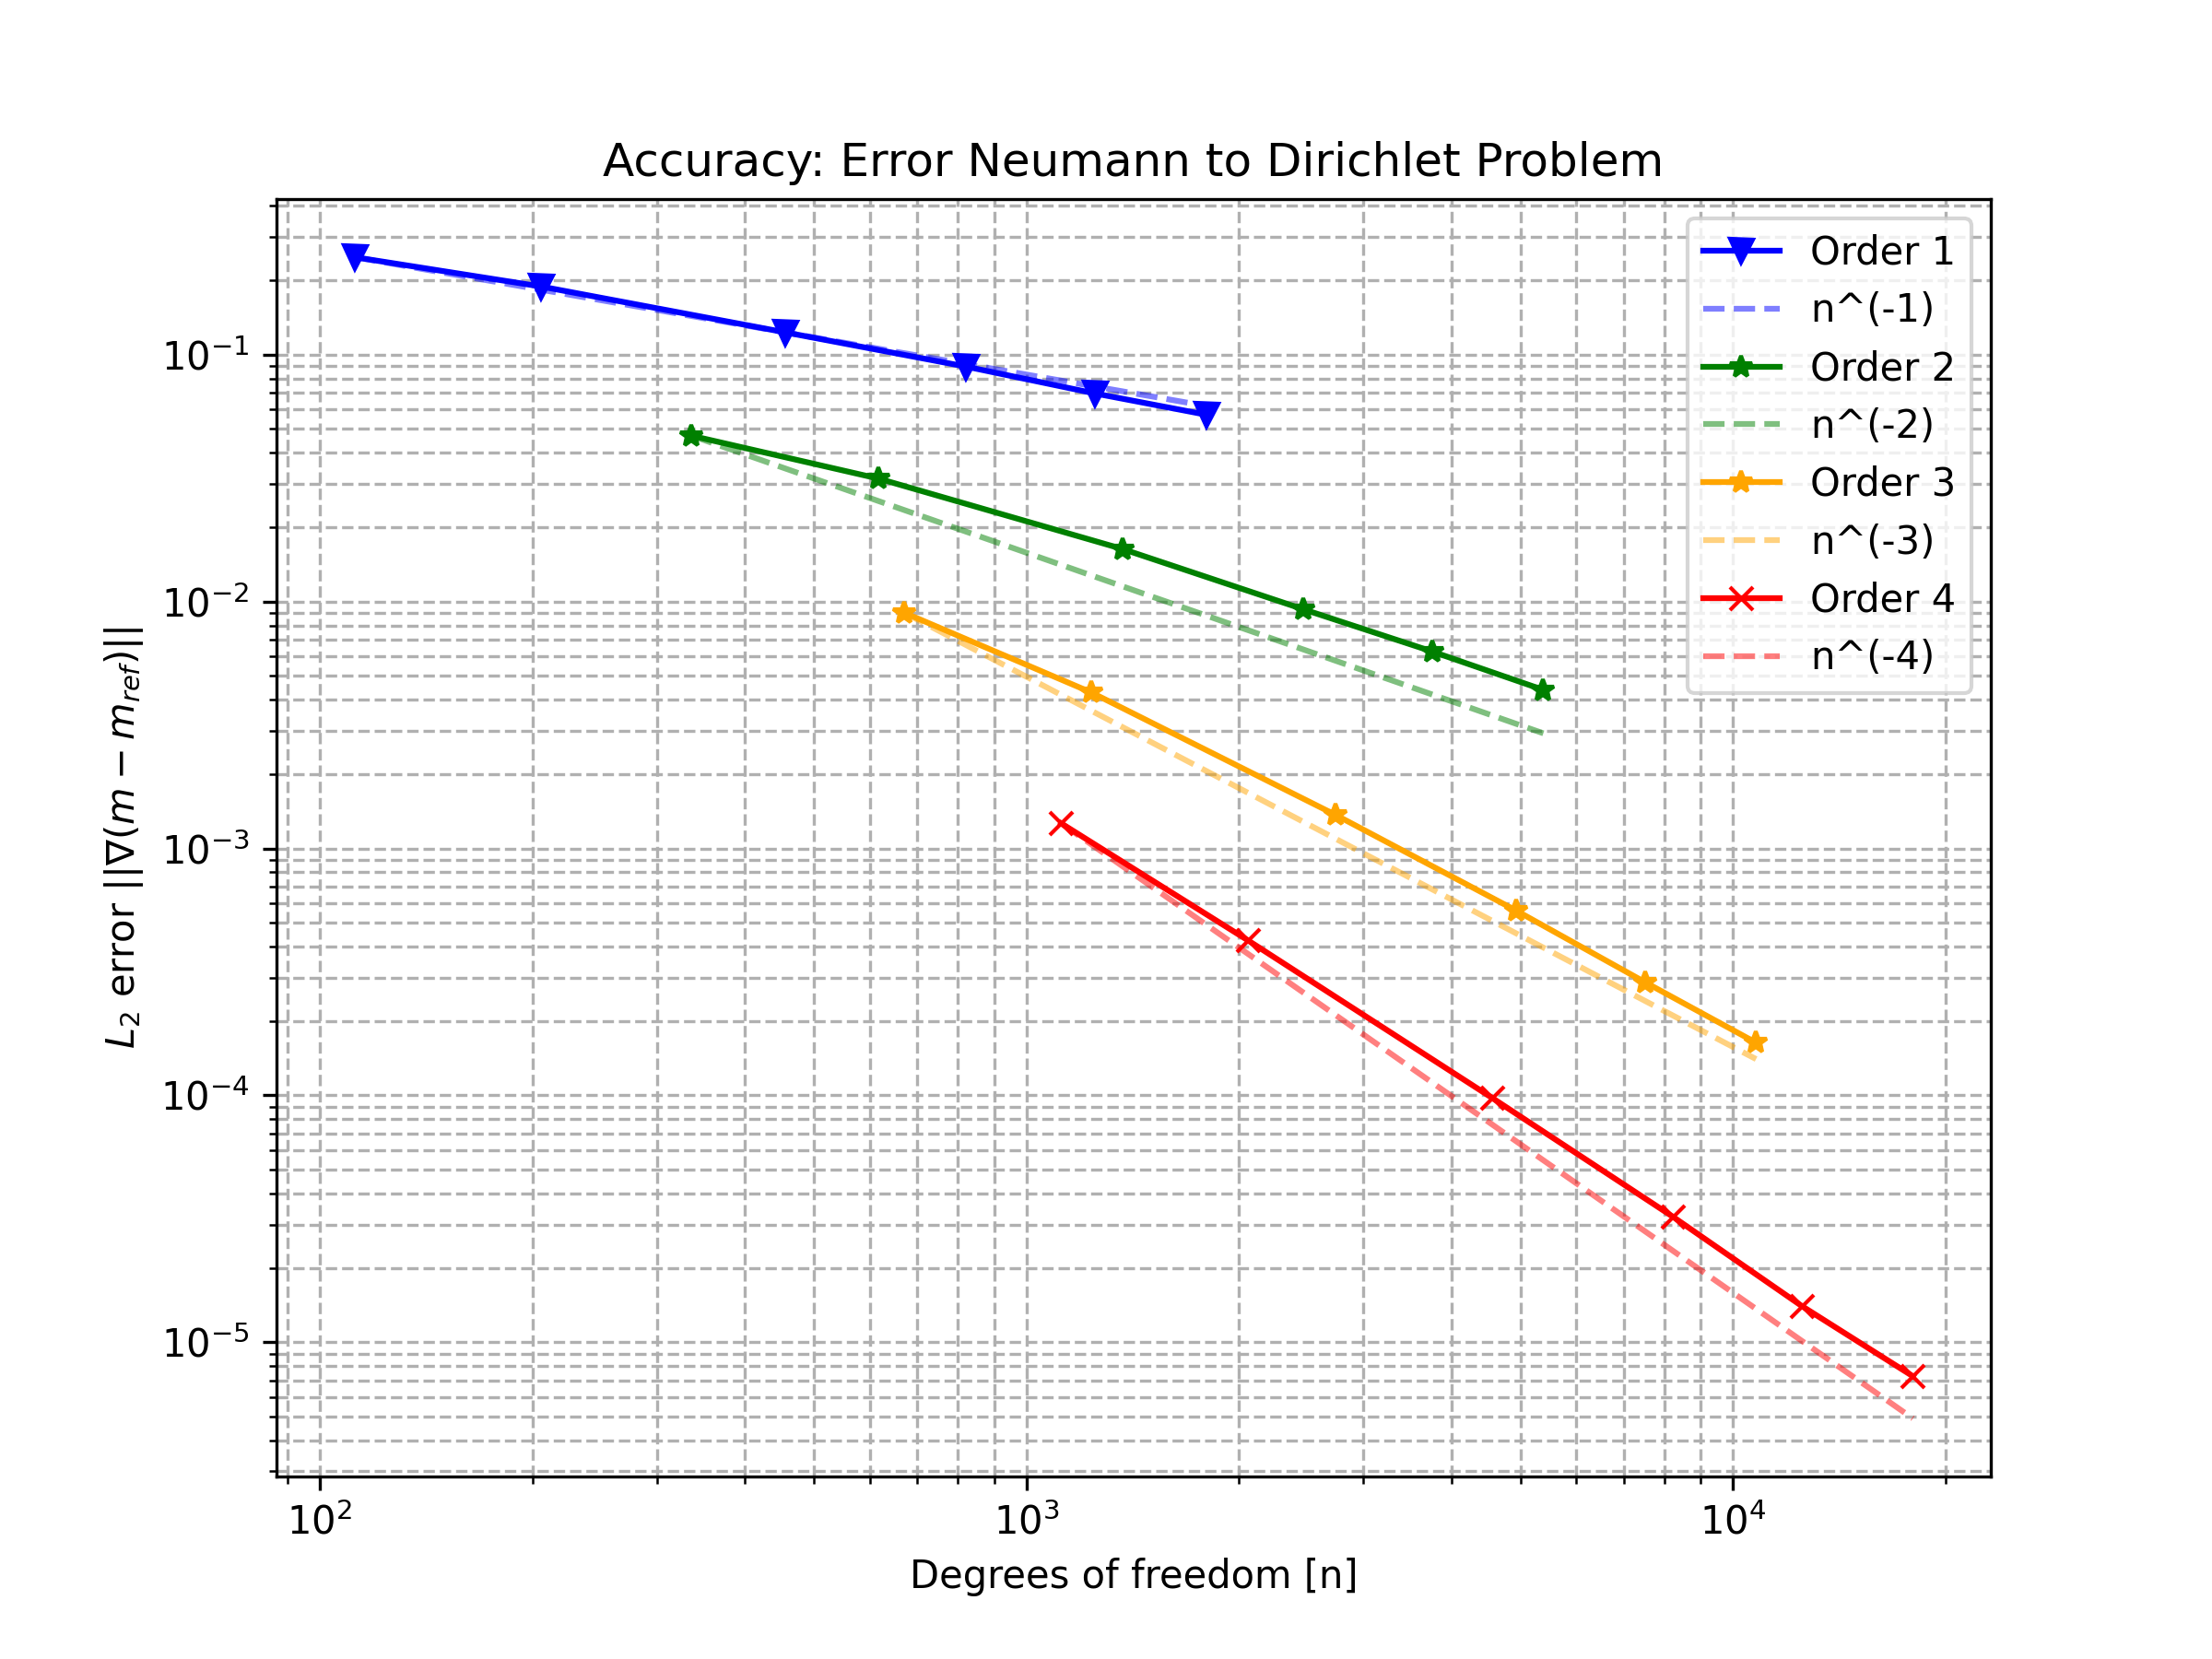 Accuracy: Error Neumann to Dirichlet Problem
Order 1
n^(-1)
Order 2
n^(-2)
Order 3
n^(-3)
Order 4
n^(-4)
10⁻¹
10⁻²
10⁻³
10⁻⁴
10⁻⁵
L₂ error ||∇(m − m_ref)||
10² 10³ 10⁴
Degrees of freedom [n]